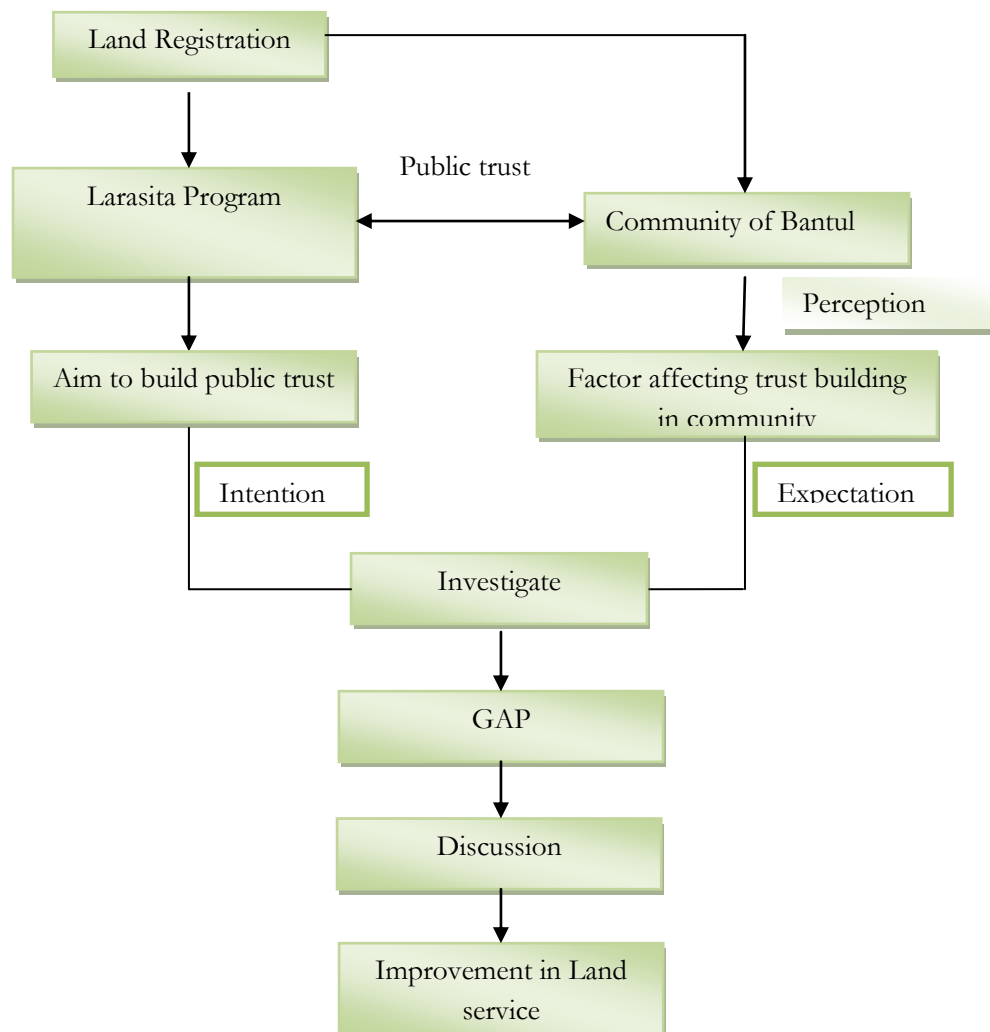 Land Registration
Public trust
Larasita Program
Community of Bantul
Perception
Aim to build public trust
Factor affecting trust building
in community
Intention
Expectation
Investigate
GAP
Discussion
Improvement in Land
service